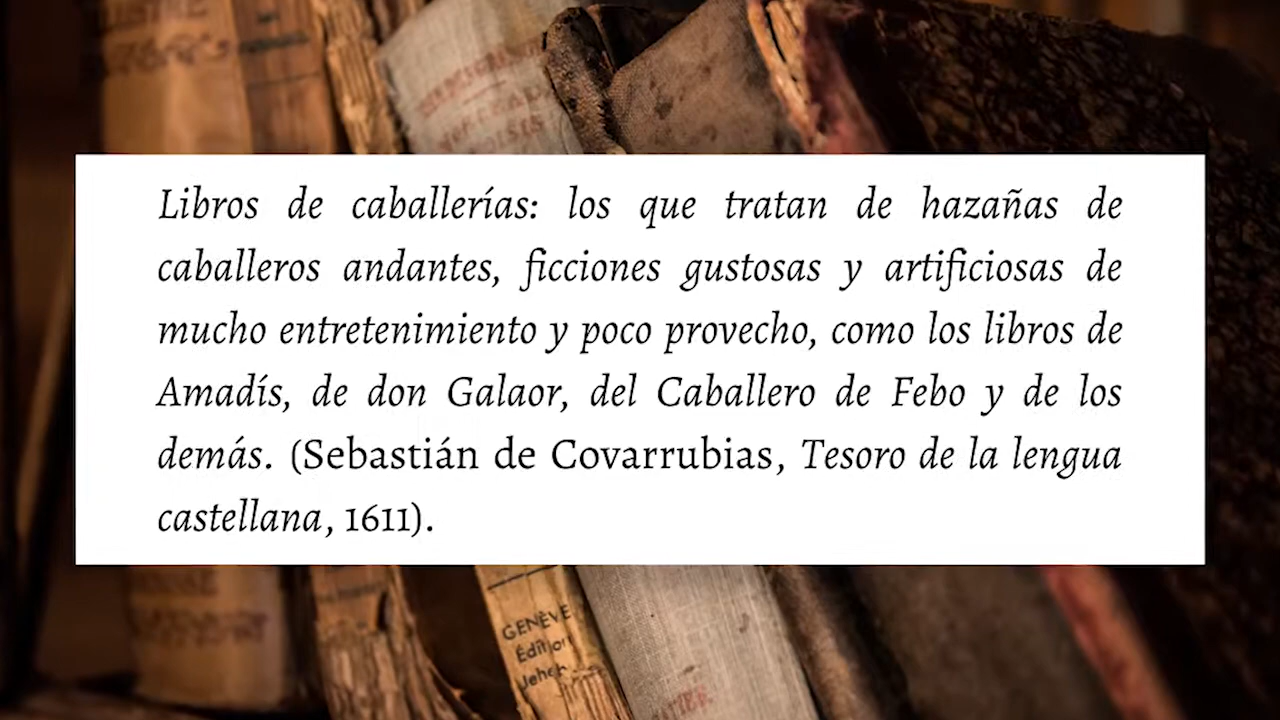 Libros de caballerías: los que tratan de hazañas de
caballeros andantes, ficciones gustosas y artificiosas de
mucho entretenimiento y poco provecho, como los libros de
Amadís, de don Galaor, del Caballero de Febo y de los
demás. (Sebastián de Covarrubias, Tesoro de la lengua
castellana, 1611).
GENÈVE